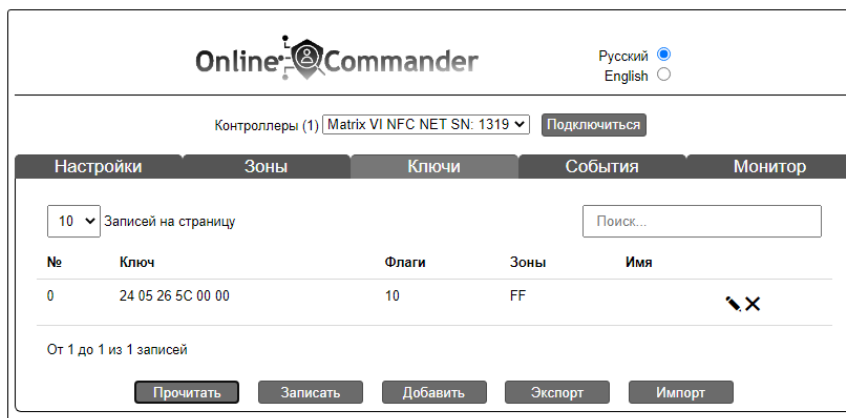 Online Commander
Русский
English
Контроллеры (1) Matrix VI NFC NET SN: 1319 Подключиться
Настройки Зоны Ключи События Монитор
10 Записей на страницу Поиск...
№ Ключ Флаги Зоны Имя
0 24 05 26 5C 00 00 10 FF
От 1 до 1 из 1 записей
Прочитать Записать Добавить Экспорт Импорт